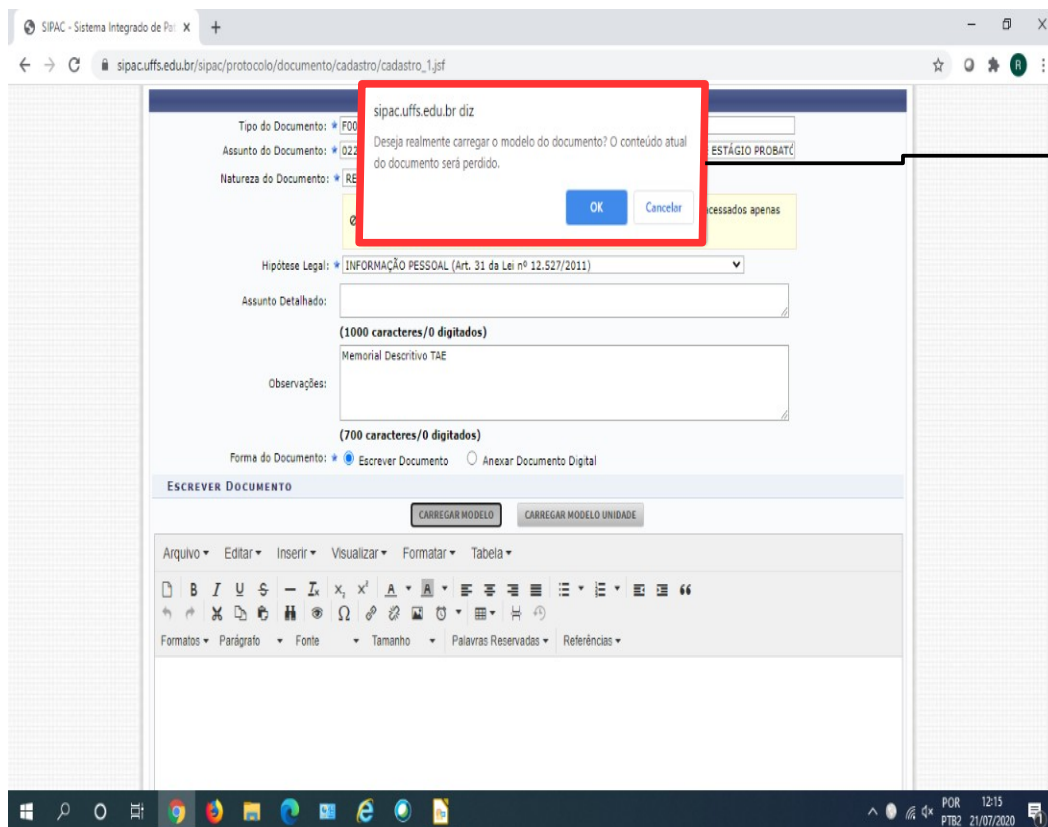 SIPAC - Sistema Integrado de Pat
sipac.uffs.edu.br/sipac/protocolo/documento/cadastro/cadastro_1.jsf
R
sipac.uffs.edu.br diz
Deseja realmente carregar o modelo do documento? O conteúdo atual
do documento será perdido.
OK Cancelar
Tipo do Documento: * F00
Assunto do Documento: * 022 ESTÁGIO PROBATÓ
Natureza do Documento: * RE
cessados apenas
Hipótese Legal: * INFORMAÇÃO PESSOAL (Art. 31 da Lei nº 12.527/2011)
Assunto Detalhado:
(1000 caracteres/0 digitados)
Memorial Descritivo TAE
Observações:
(700 caracteres/0 digitados)
Forma do Documento: * Escrever Documento Anexar Documento Digital
ESCREVER DOCUMENTO
CARREGAR MODELO CARREGAR MODELO UNIDADE
Arquivo Editar Inserir Visualizar Formatar Tabela
Formatos Parágrafo Fonte Tamanho Palavras Reservadas Referências
POR 12:15
PTB2 21/07/2020